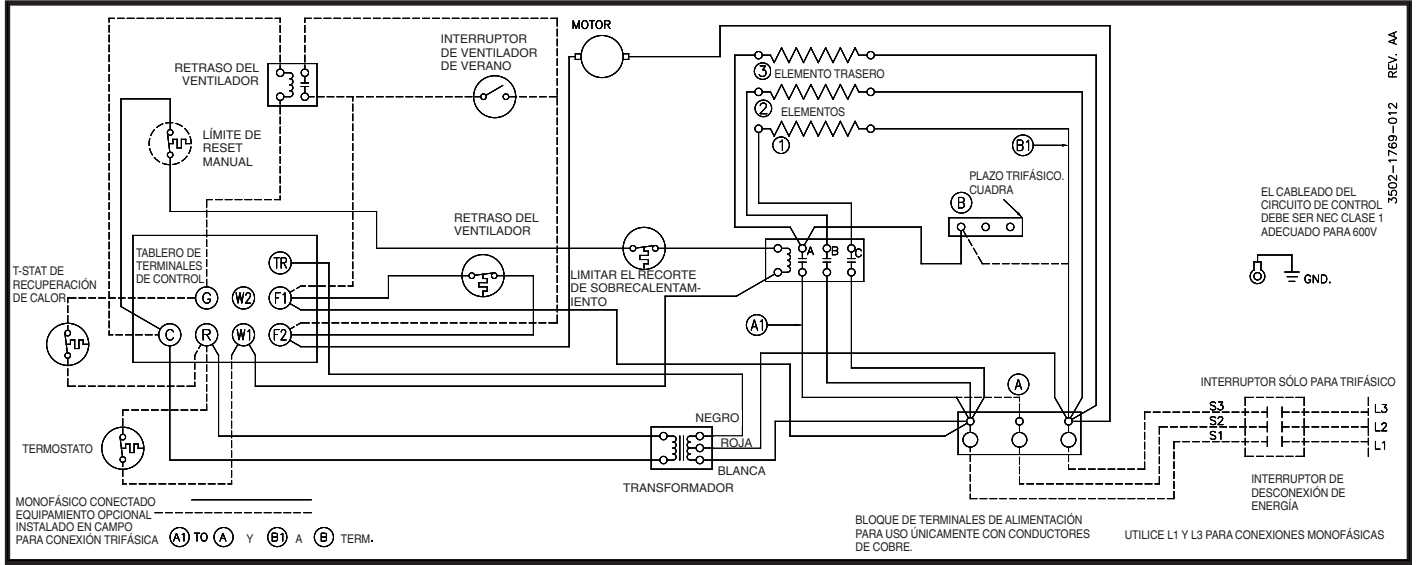 MOTOR
INTERRUPTOR
DE VENTILADOR
DE VERANO
RETRASO DEL
VENTILADOR
LÍMITE DE
RESET
MANUAL
3
ELEMENTO TRASERO
2
ELEMENTOS
1
B1
PLAZO TRIFÁSICO.
CUADRA
B
3502-1769-012 REV. AA
EL CABLEADO DEL
CIRCUITO DE CONTROL
DEBE SER NEC CLASE 1
ADECUADO PARA 600V
GND.
RETRASO DEL
VENTILADOR
TABLERO DE
TERMINALES
DE CONTROL
TR
G
W2
F1
C
R
W1
F2
T-STAT DE
RECUPERACIÓN
DE CALOR
LIMITAR EL RECORTE
DE SOBRECALENTAM-
IENTO
A
B
C
A1
A
TERMOSTATO
NEGRO
ROJA
BLANCA
TRANSFORMADOR
INTERRUPTOR SÓLO PARA TRIFÁSICO
S3
S2
S1
L3
L2
L1
INTERRUPTOR DE
DESCONEXIÓN DE
ENERGÍA
MONOFÁSICO CONECTADO
EQUIPAMIENTO OPCIONAL
INSTALADO EN CAMPO
PARA CONEXIÓN TRIFÁSICA A1 TO A Y B1 A B TERM.
BLOQUE DE TERMINALES DE ALIMENTACIÓN
PARA USO ÚNICAMENTE CON CONDUCTORES
DE COBRE.
UTILICE L1 Y L3 PARA CONEXIONES MONOFÁSICAS